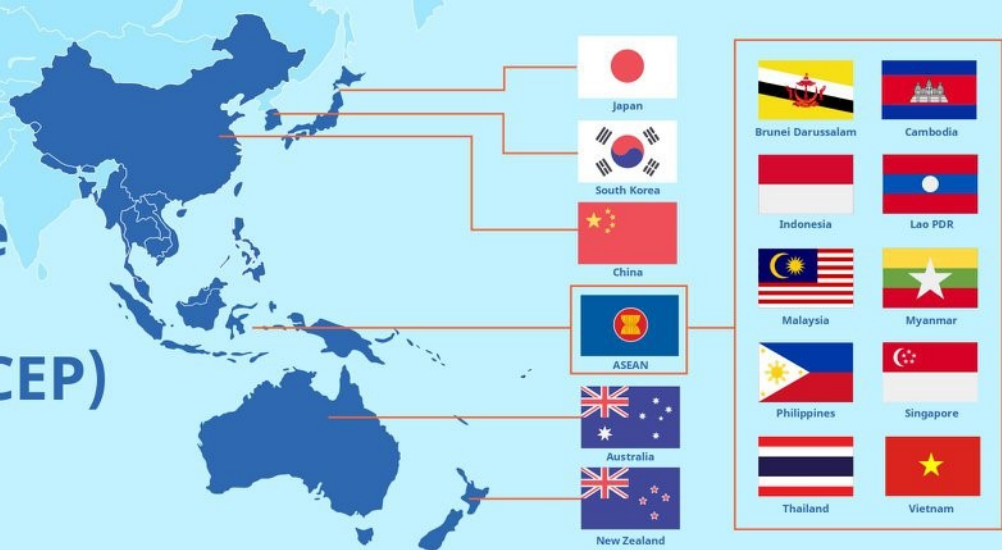 CEP)
Japan
South Korea
China
ASEAN
Australia
New Zealand
Brunei Darussalam
Cambodia
Indonesia
Lao PDR
Malaysia
Myanmar
Philippines
Singapore
Thailand
Vietnam